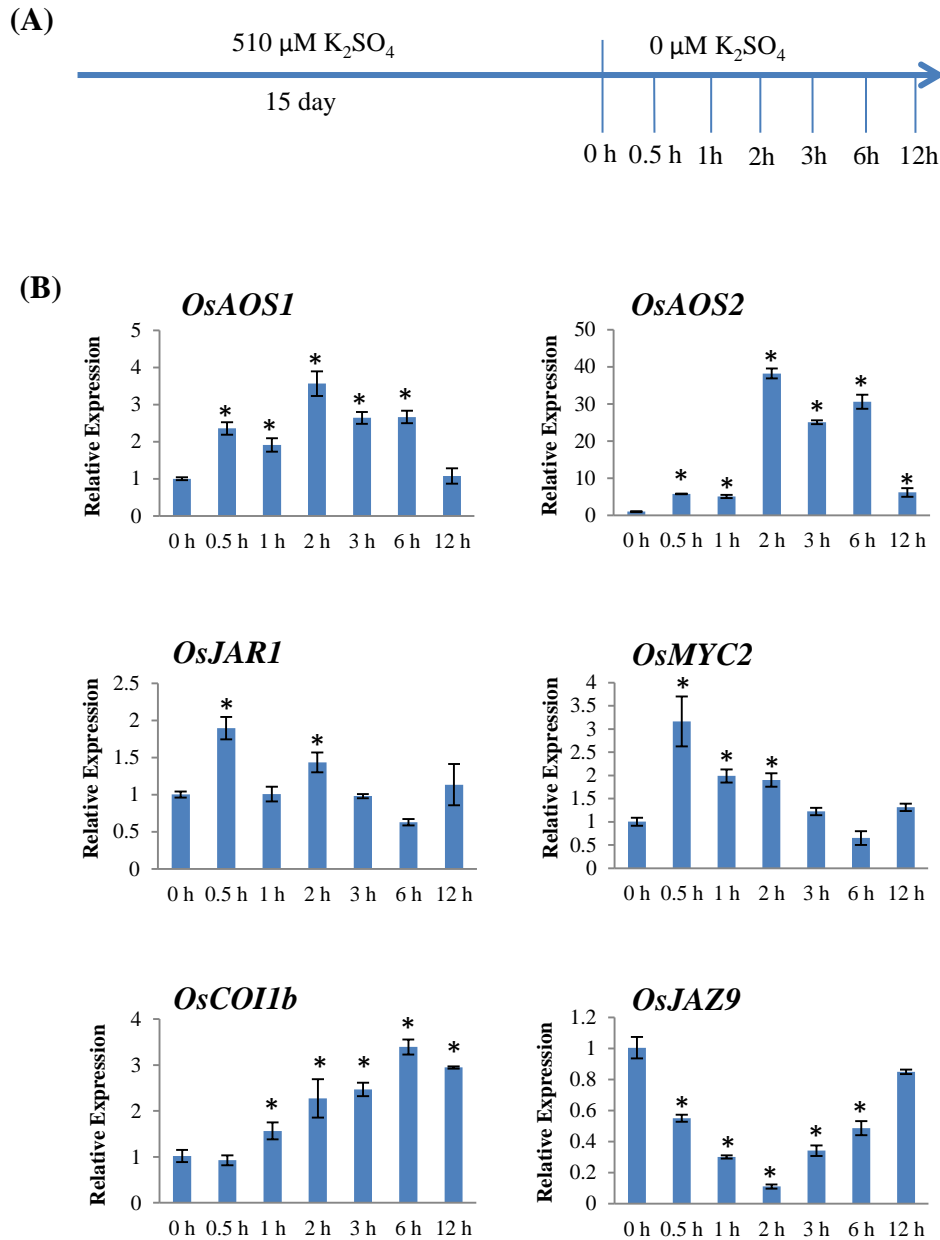 (A)
510 μM K₂SO₄
0 μM K₂SO₄
15 day
0 h 0.5 h 1h 2h 3h 6h 12h
(B)
OsAOS1
Relative Expression
5
4
3
2
1
0
0 h 0.5 h 1 h 2 h 3 h 6 h 12 h
* * * * *
OsAOS2
Relative Expression
50
40
30
20
10
0
0 h 0.5 h 1 h 2 h 3 h 6 h 12 h
* * * * * *
OsJAR1
Relative Expression
2.5
2
1.5
1
0.5
0
0 h 0.5 h 1 h 2 h 3 h 6 h 12 h
* *
OsMYC2
Relative Expression
4
3.5
3
2.5
2
1.5
1
0.5
0
0 h 0.5 h 1 h 2 h 3 h 6 h 12 h
* * *
OsCOI1b
Relative Expression
4
3
2
1
0
0 h 0.5 h 1 h 2 h 3 h 6 h 12 h
* * * * *
OsJAZ9
Relative Expression
1.2
1
0.8
0.6
0.4
0.2
0
0 h 0.5 h 1 h 2 h 3 h 6 h 12 h
* * * * *